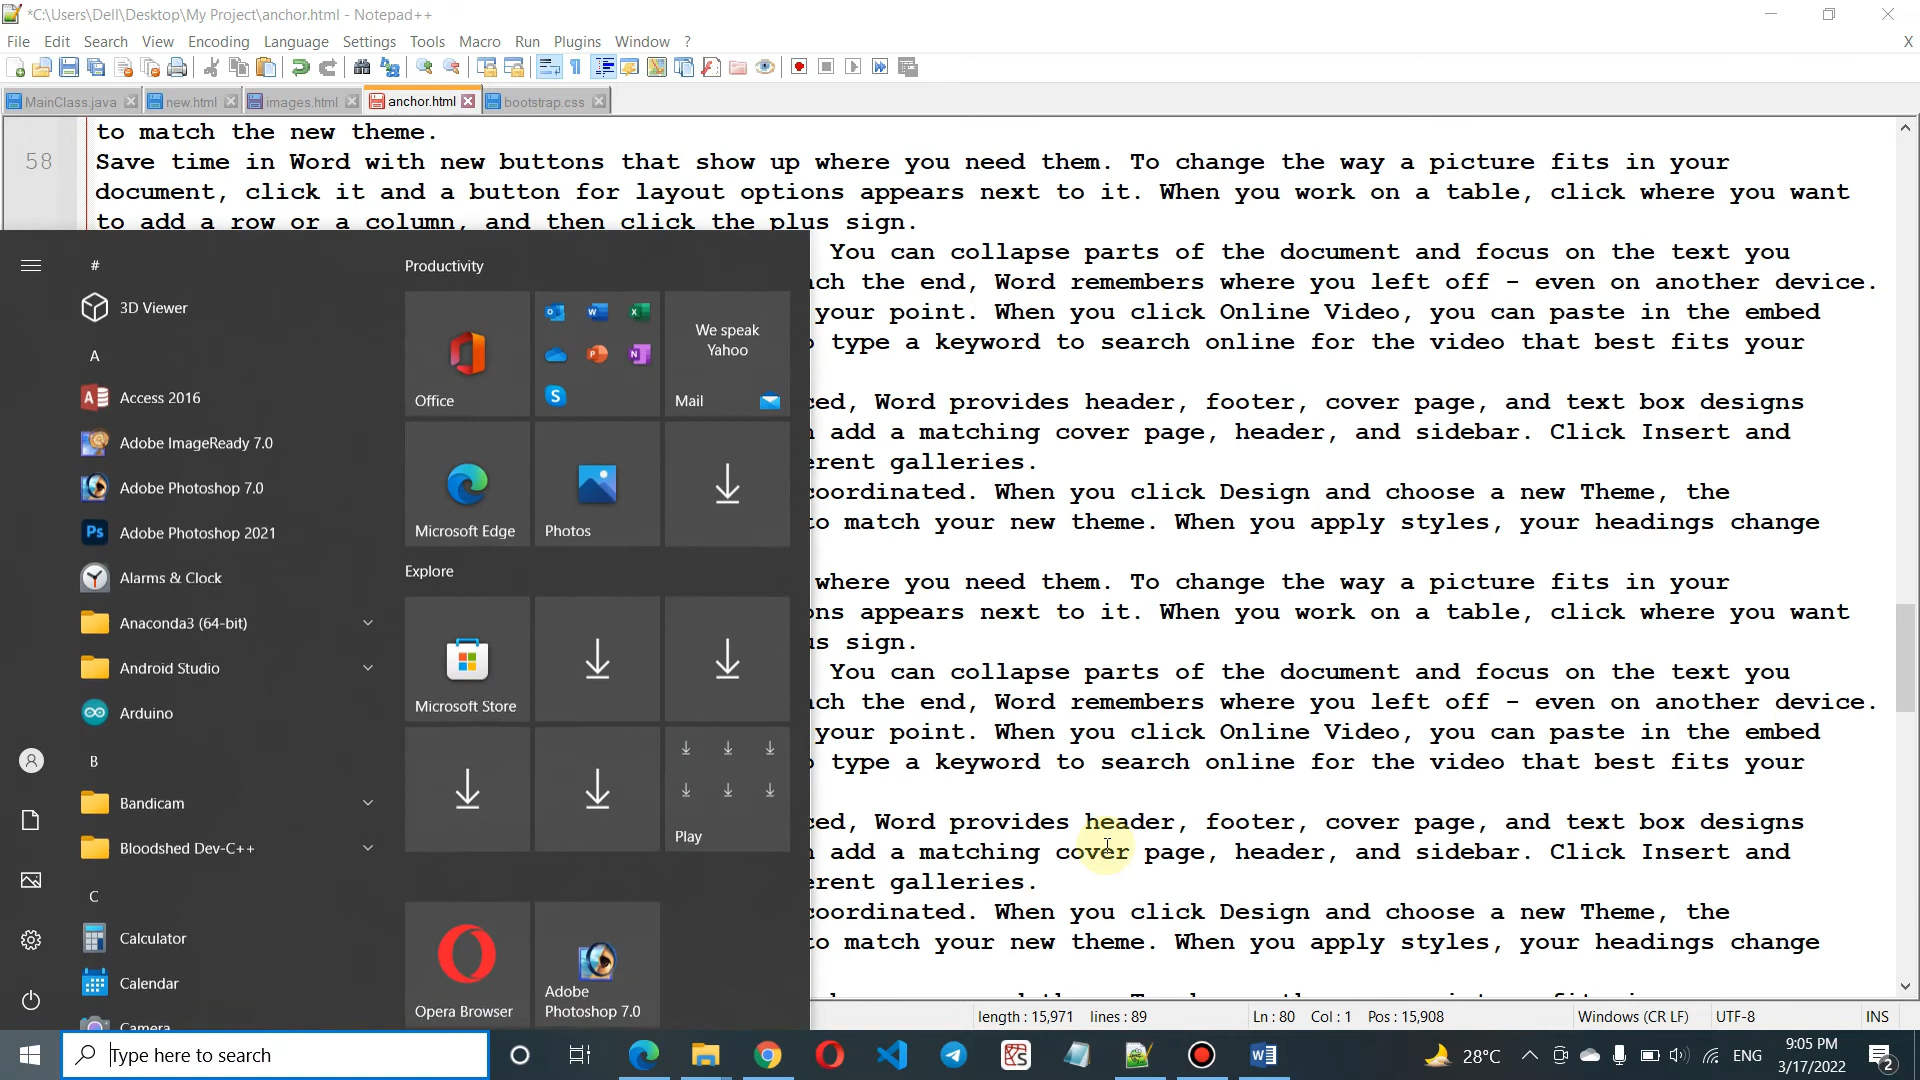 *C:\Users\Dell\Desktop\My Project\anchor.html - Notepad++
File Edit Search View Encoding Language Settings Tools Macro Run Plugins Window ? X
MainClass.java new.html images.html anchor.html bootstrap.css
to match the new theme.
58 Save time in Word with new buttons that show up where you need them. To change the way a picture fits in your
document, click it and a button for layout options appears next to it. When you work on a table, click where you want
to add a row or a column, and then click the plus sign.
You can collapse parts of the document and focus on the text you
ch the end, Word remembers where you left off - even on another device.
your point. When you click Online Video, you can paste in the embed
type a keyword to search online for the video that best fits your
ced, Word provides header, footer, cover page, and text box designs
add a matching cover page, header, and sidebar. Click Insert and
erent galleries.
coordinated. When you click Design and choose a new Theme, the
to match your new theme. When you apply styles, your headings change
where you need them. To change the way a picture fits in your
ons appears next to it. When you work on a table, click where you want
us sign.
You can collapse parts of the document and focus on the text you
ch the end, Word remembers where you left off - even on another device.
your point. When you click Online Video, you can paste in the embed
type a keyword to search online for the video that best fits your
ced, Word provides header, footer, cover page, and text box designs
add a matching cover page, header, and sidebar. Click Insert and
erent galleries.
coordinated. When you click Design and choose a new Theme, the
to match your new theme. When you apply styles, your headings change
#
3D Viewer
A
Access 2016
Adobe ImageReady 7.0
Adobe Photoshop 7.0
Adobe Photoshop 2021
Alarms & Clock
Anaconda3 (64-bit)
Android Studio
Arduino
B
Bandicam
Bloodshed Dev-C++
C
Calculator
Calendar
Camera
Productivity
Office
We speak
Yahoo
Mail
Microsoft Edge
Photos
Explore
Microsoft Store
Play
Opera Browser
Adobe
Photoshop 7.0
length : 15,971 lines : 89 Ln : 80 Col : 1 Pos : 15,908 Windows (CR LF) UTF-8 INS
Type here to search
28°C ENG
9:05 PM
3/17/2022
2